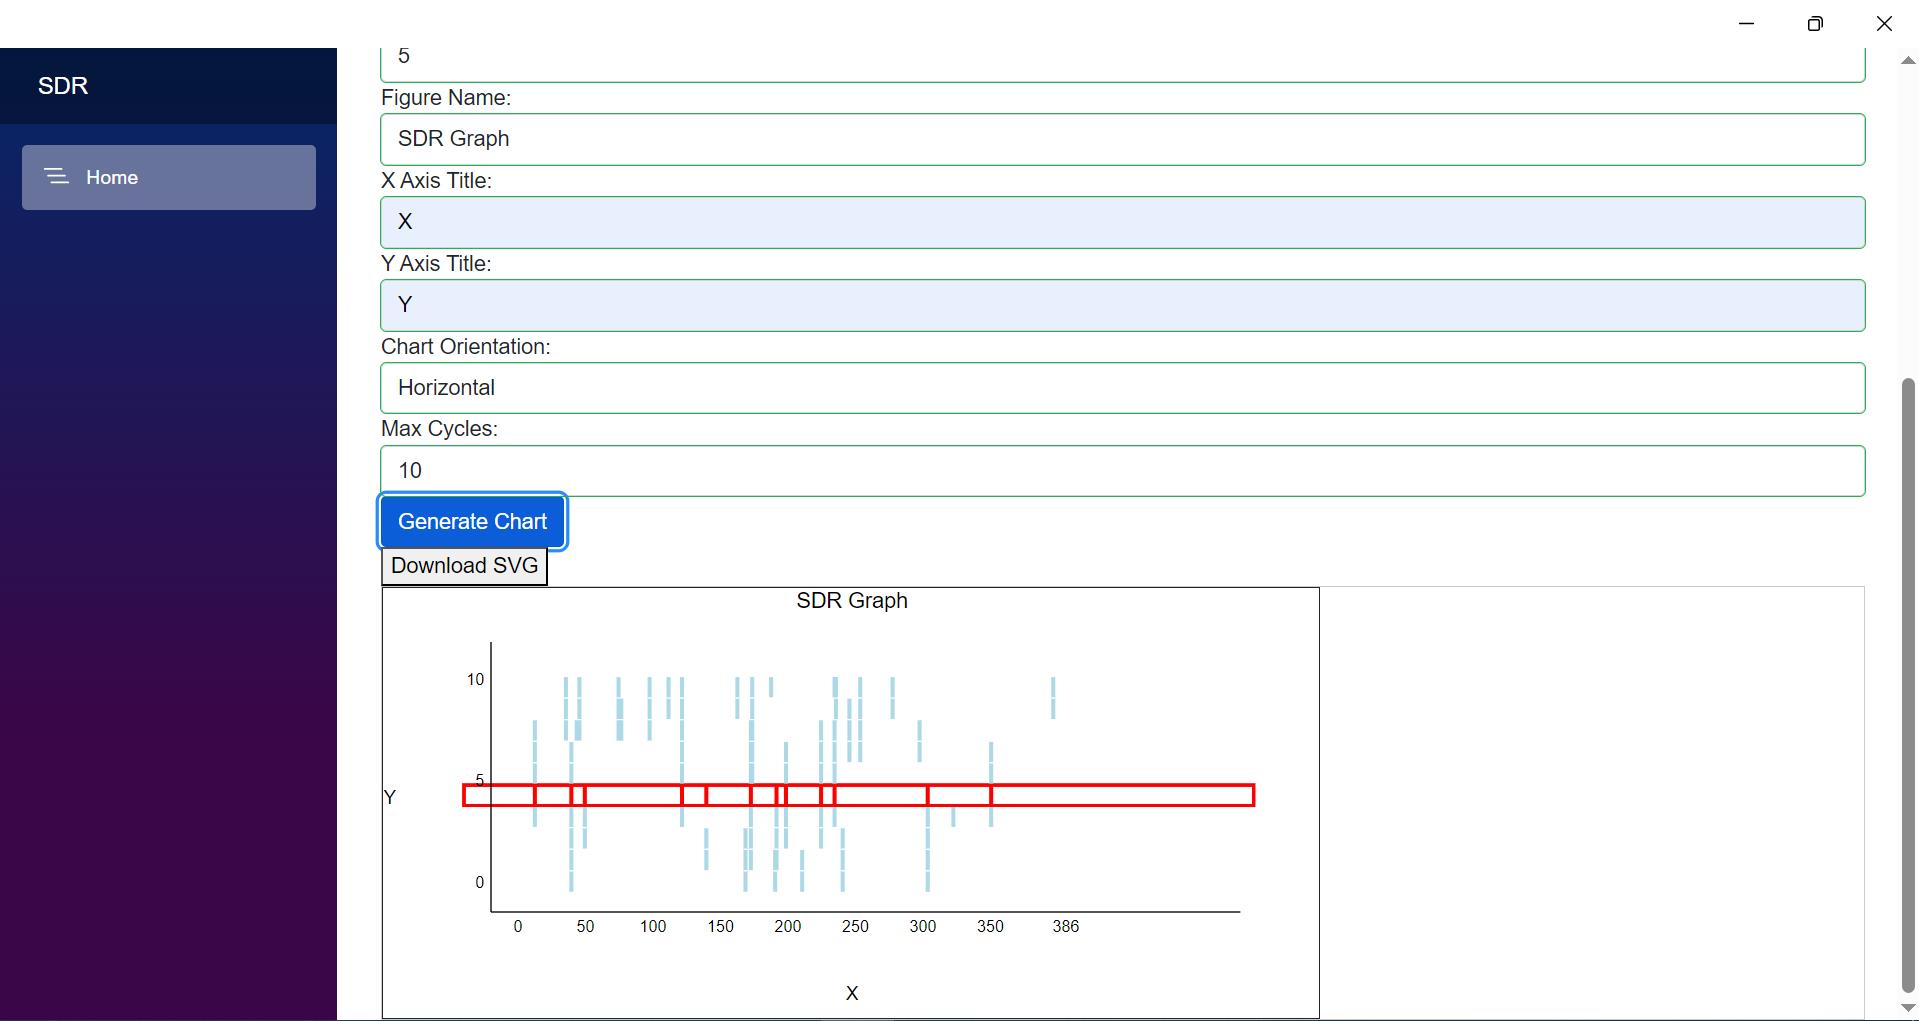 SDR
Home
5
Figure Name:
SDR Graph
X Axis Title:
X
Y Axis Title:
Y
Chart Orientation:
Horizontal
Max Cycles:
10
Generate Chart
Download SVG
SDR Graph
10
5
Y
0
0 50 100 150 200 250 300 350 386
X